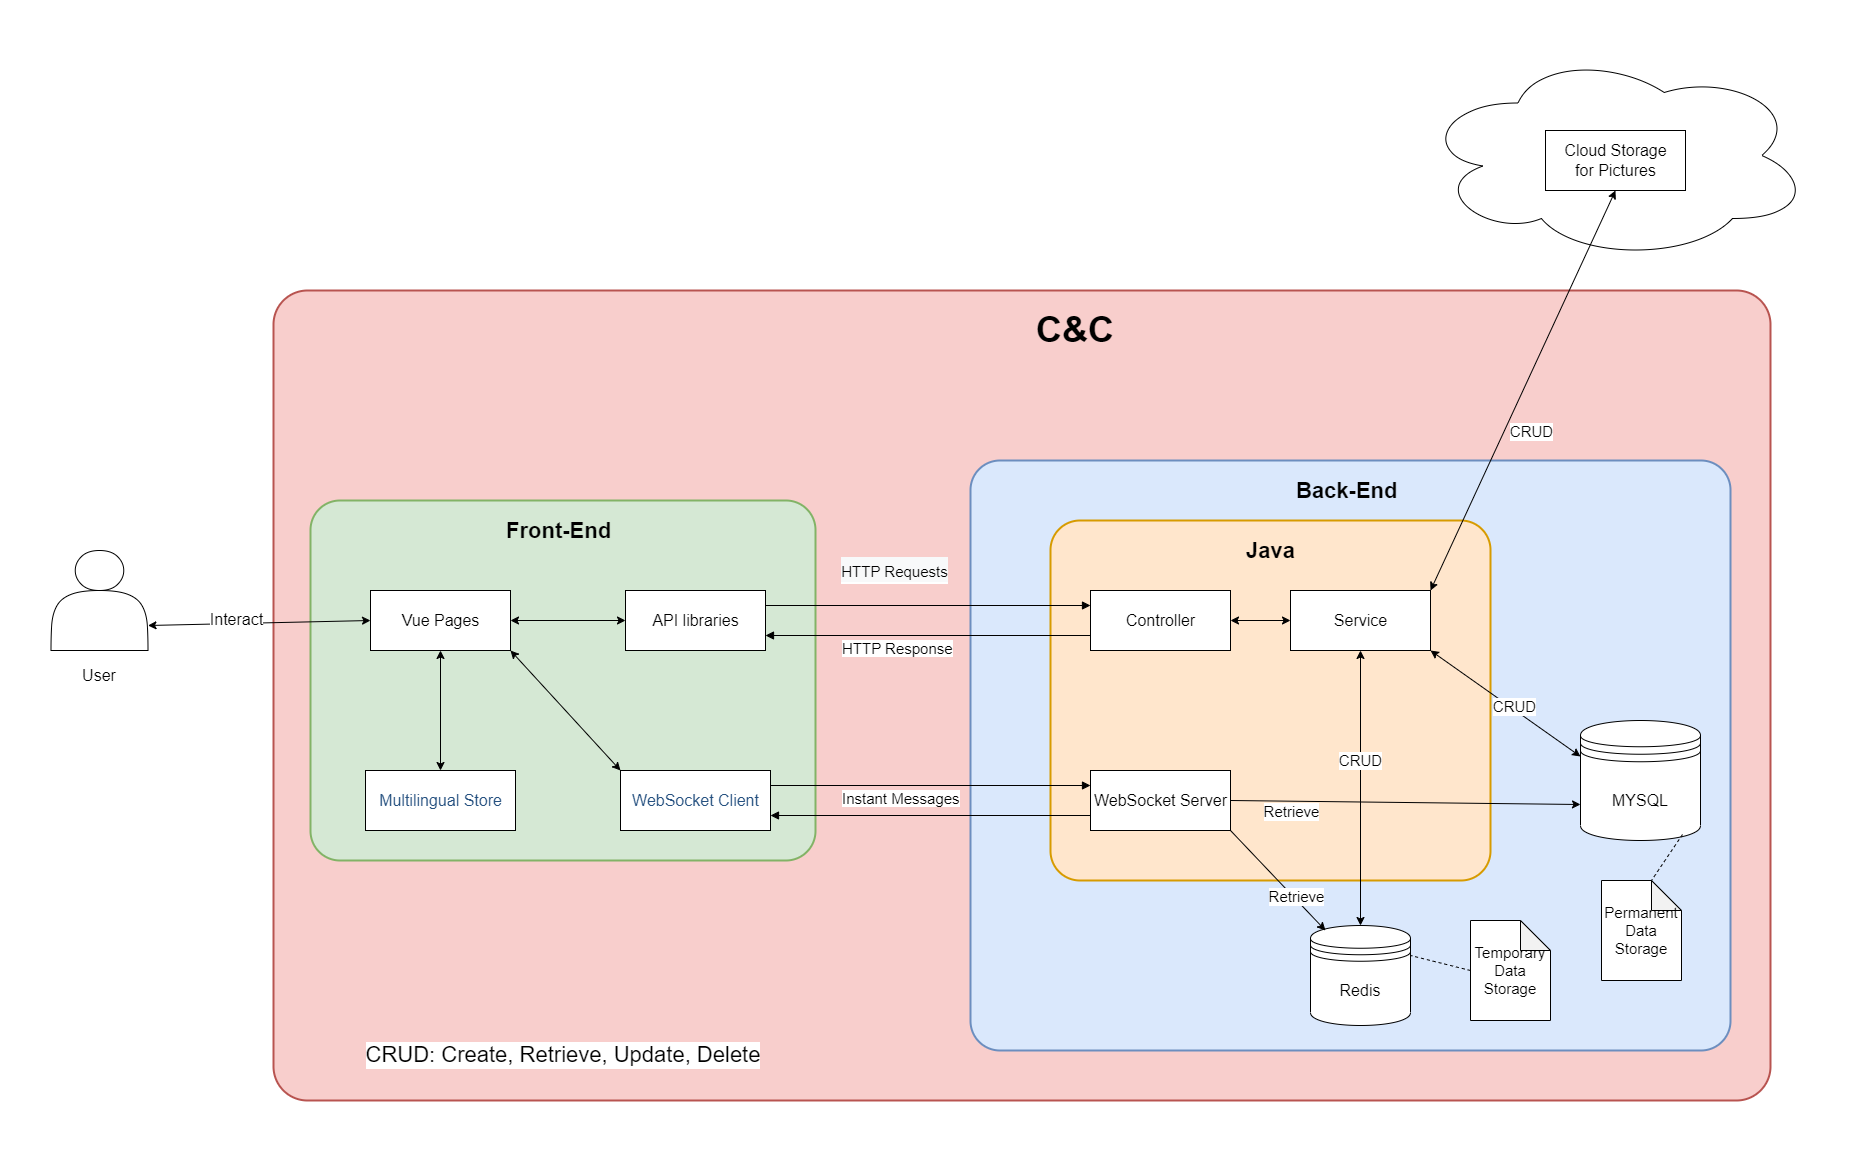 Cloud Storage
for Pictures
C&C
CRUD
Back-End
Front-End
Java
HTTP Requests
Interact
Vue Pages
API libraries
Controller
Service
HTTP Response
User
CRUD
CRUD
Multilingual Store
WebSocket Client
Instant Messages
WebSocket Server
Retrieve
MYSQL
Retrieve
Permanent
Data
Storage
Temporary
Data
Storage
Redis
CRUD: Create, Retrieve, Update, Delete